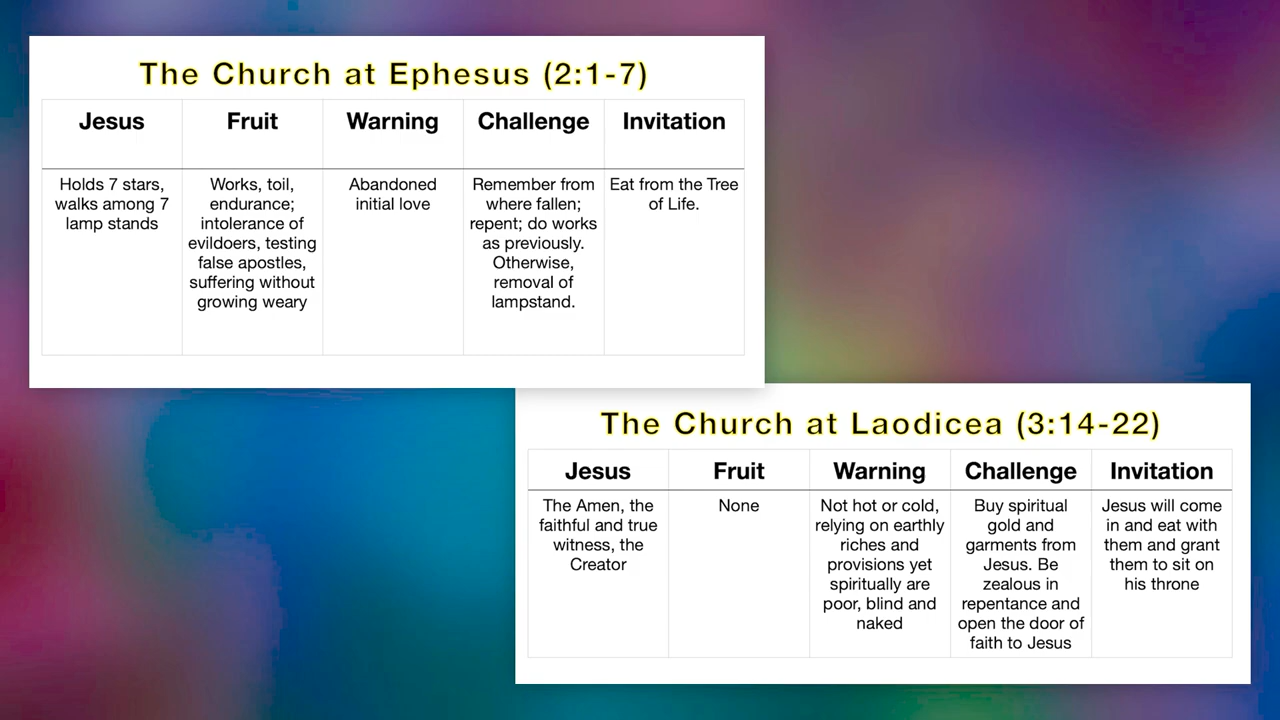 The Church at Ephesus (2:1-7)
Jesus
Fruit
Warning
Challenge
Invitation
Holds 7 stars,
walks among 7
lamp stands
Works, toil,
endurance;
intolerance of
evildoers, testing
false apostles,
suffering without
growing weary
Abandoned
initial love
Remember from
where fallen;
repent; do works
as previously.
Otherwise,
removal of
lampstand.
Eat from the Tree
of Life.
The Church at Laodicea (3:14-22)
Jesus
Fruit
Warning
Challenge
Invitation
The Amen, the
faithful and true
witness, the
Creator
None
Not hot or cold,
relying on earthly
riches and
provisions yet
spiritually are
poor, blind and
naked
Buy spiritual
gold and
garments from
Jesus. Be
zealous in
repentance and
open the door of
faith to Jesus
Jesus will come
in and eat with
them and grant
them to sit on
his throne